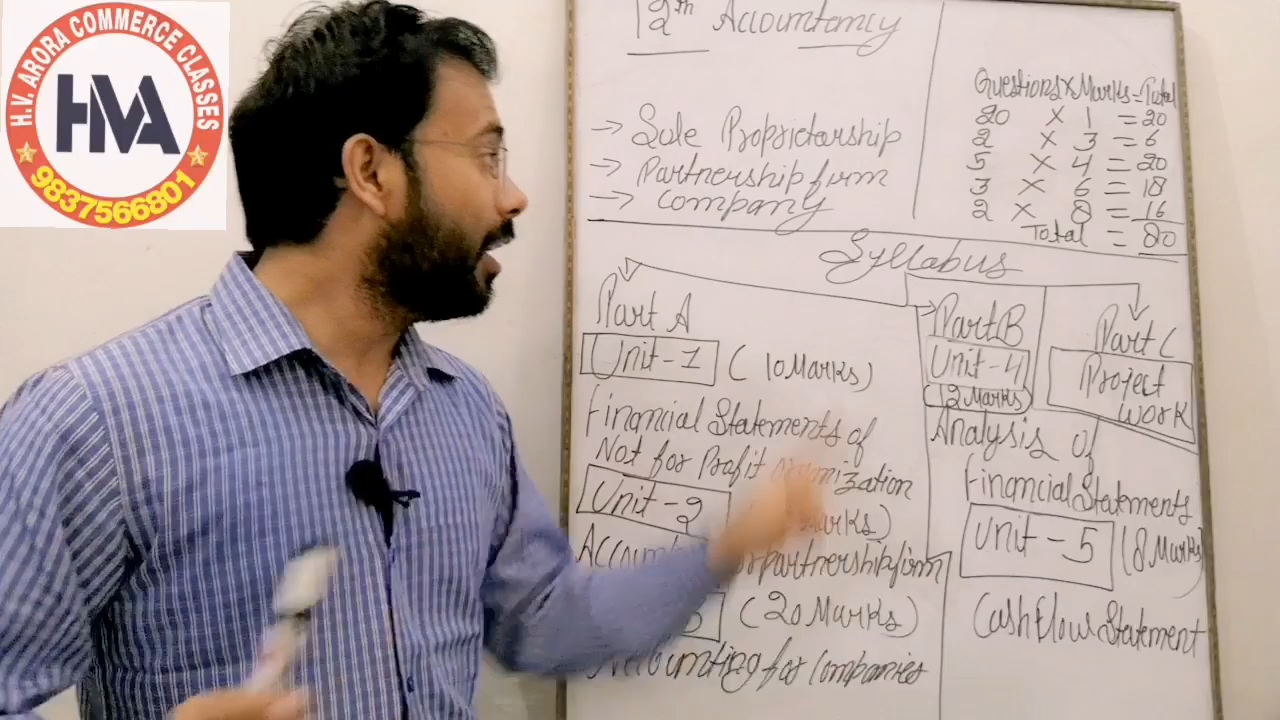 H.V. ARORA COMMERCE CLASSES
HVA
9837566801
12th Accountancy
→ Sole Proprietorship
→ Partnership firm
→ Company
Questions x Marks = Total
20 x 1 = 20
2 x 3 = 6
5 x 4 = 20
3 x 6 = 18
2 x 8 = 16
Total = 80
Syllabus
Part A
Unit-1 (10 Marks)
Financial Statements of
Not for Profit organization
Unit-2
Marks)
partnership firm
(20 Marks)
Accounting for Companies
Part B
Unit-4
(12 Marks)
Analysis of
Financial Statements
Unit-5 (8 Marks)
Cash Flow Statement
Part C
Project
work